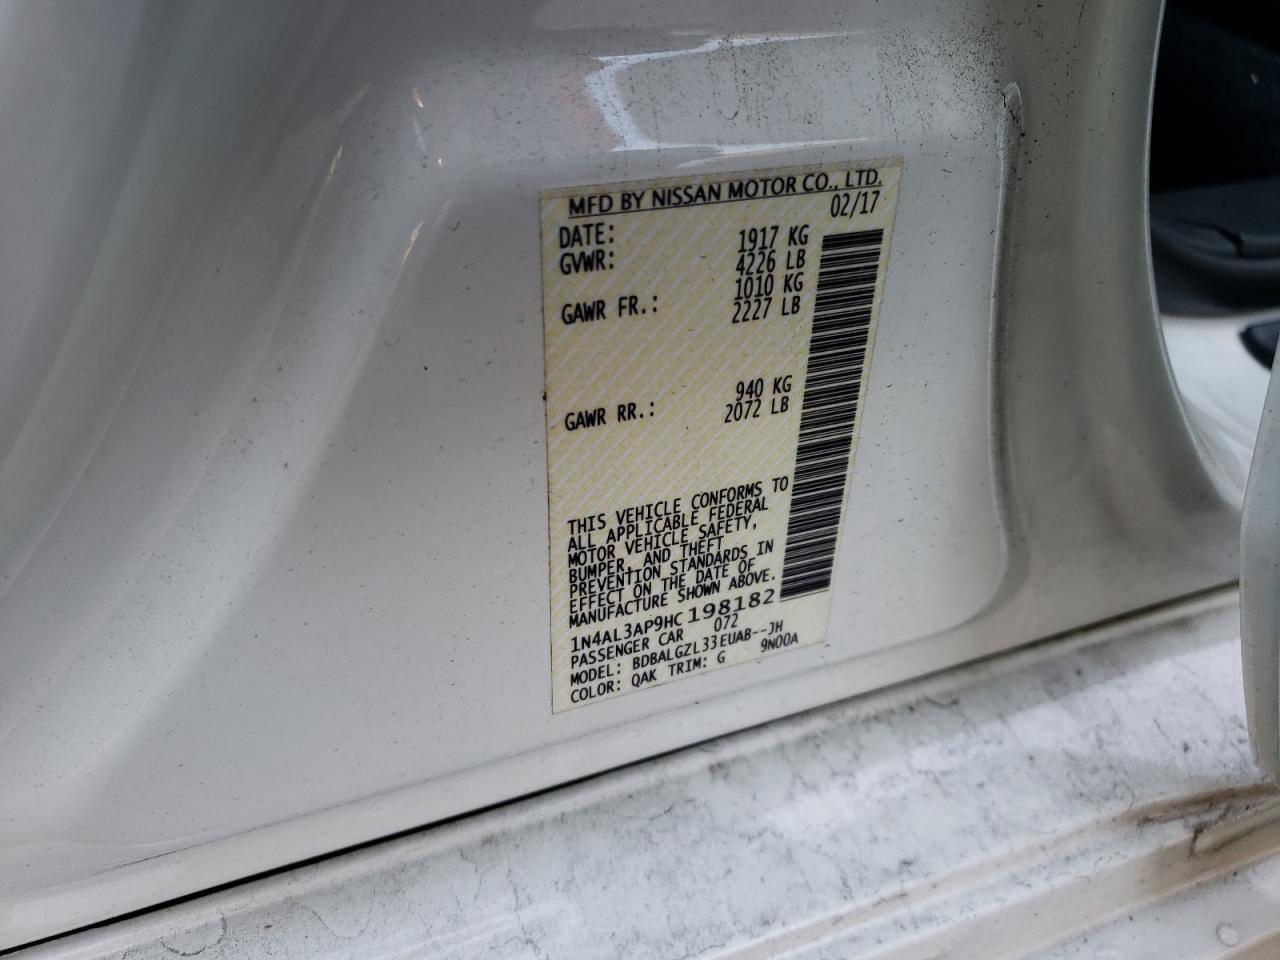 MFD BY NISSAN MOTOR CO., LTD.
DATE: 02/17
GVWR: 1917 KG
4226 LB
GAWR FR.: 1010 KG
2227 LB
GAWR RR.: 940 KG
2072 LB
THIS VEHICLE CONFORMS TO
ALL APPLICABLE FEDERAL
MOTOR VEHICLE SAFETY,
BUMPER, AND THEFT
PREVENTION STANDARDS IN
EFFECT ON THE DATE OF
MANUFACTURE SHOWN ABOVE.
1N4AL3AP9HC198182
PASSENGER CAR 072
MODEL: BDBALGZL33EUAB--JH
COLOR: QAK TRIM: G 9N00A